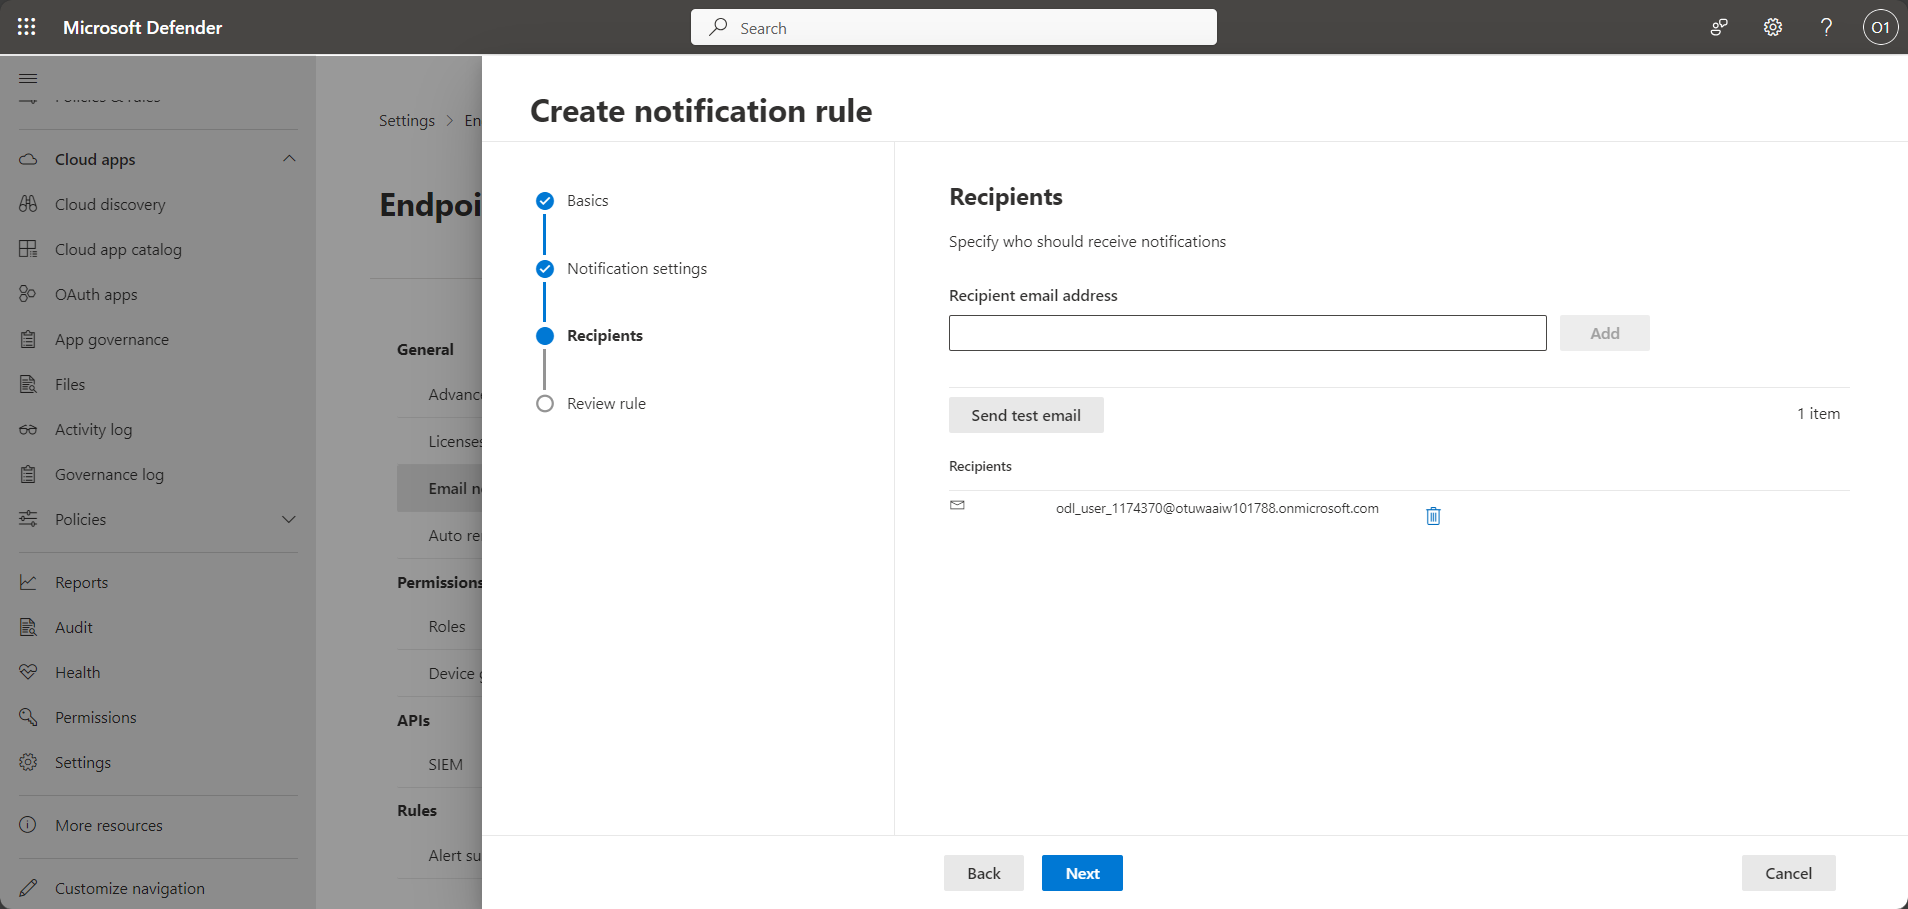 Microsoft Defender
Search
O1
Policies & rules
Cloud apps
Cloud discovery
Cloud app catalog
OAuth apps
App governance
Files
Activity log
Governance log
Policies
Reports
Audit
Health
Permissions
Settings
More resources
Customize navigation
Settings > En
Endpoi
General
Advanc
Licenses
Email n
Auto re
Permissions
Roles
Device g
APIs
SIEM
Rules
Alert su
Create notification rule
Basics
Notification settings
Recipients
Review rule
Recipients
Specify who should receive notifications
Recipient email address
Add
Send test email
1 item
Recipients
odl_user_1174370@otuwaaiw101788.onmicrosoft.com
Back
Next
Cancel